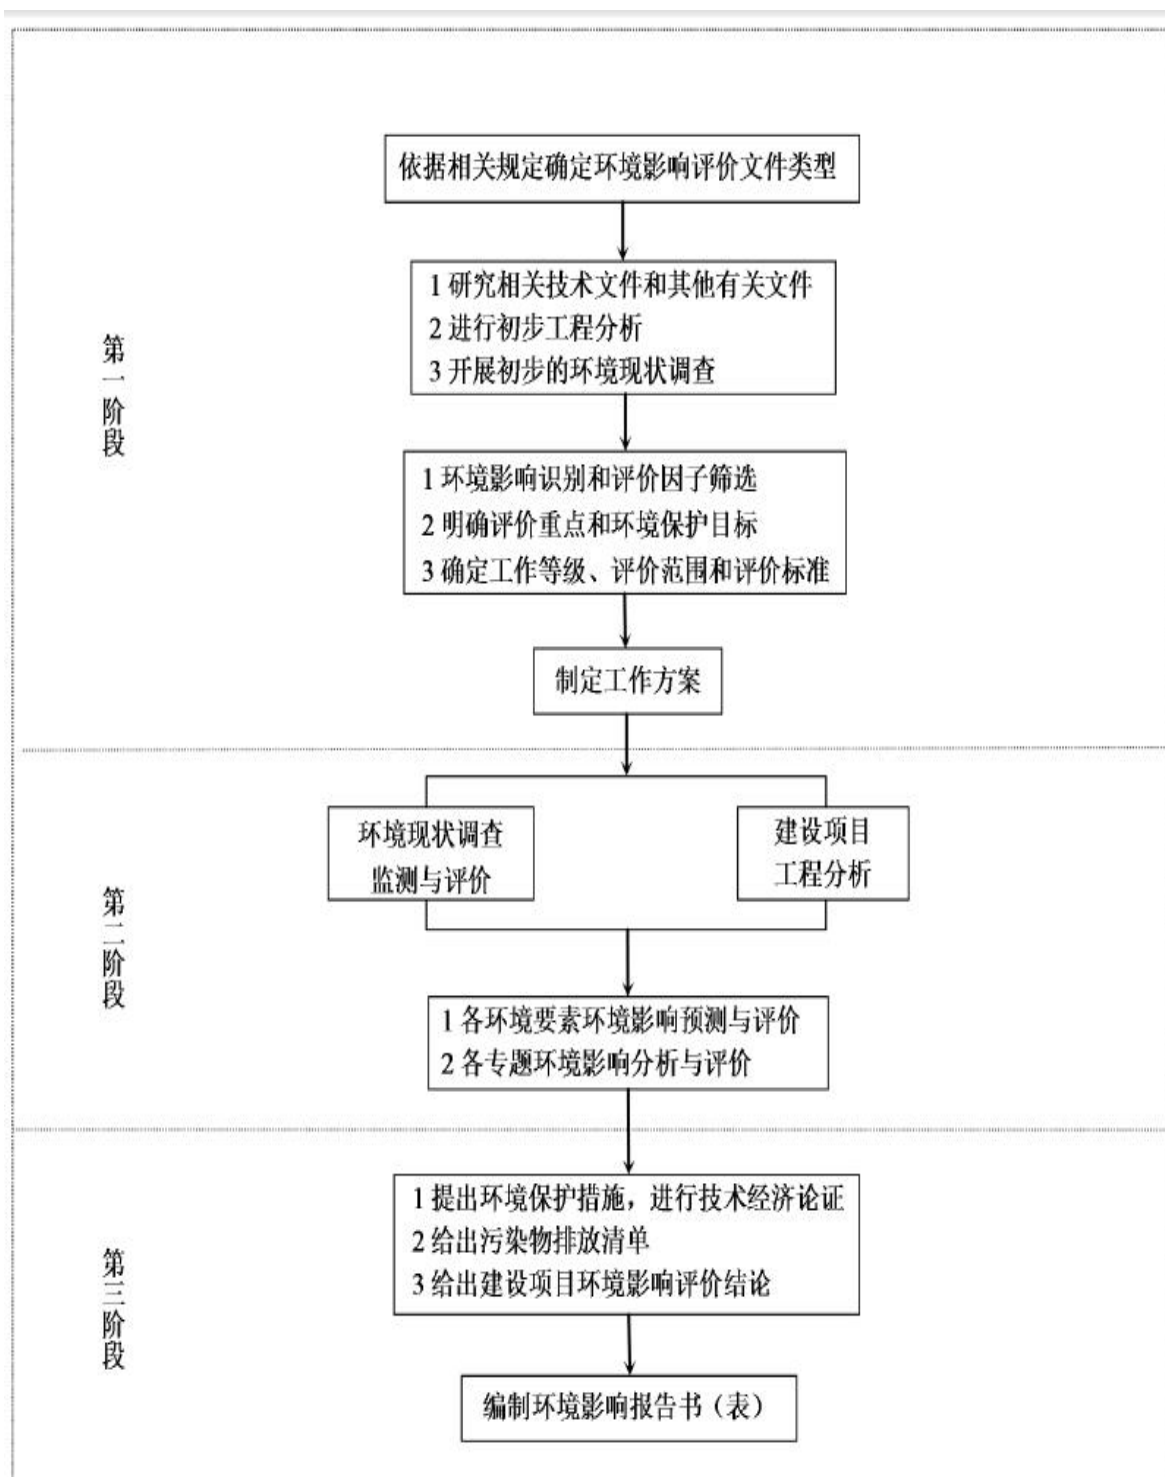 依据相关规定确定环境影响评价文件类型
1 研究相关技术文件和其他有关文件
2 进行初步工程分析
3 开展初步的环境现状调查
第一阶段
1 环境影响识别和评价因子筛选
2 明确评价重点和环境保护目标
3 确定工作等级、评价范围和评价标准
制定工作方案
环境现状调查
监测与评价
建设项目
工程分析
第二阶段
1 各环境要素环境影响预测与评价
2 各专题环境影响分析与评价
1 提出环境保护措施，进行技术经济论证
2 给出污染物排放清单
3 给出建设项目环境影响评价结论
第三阶段
编制环境影响报告书（表）